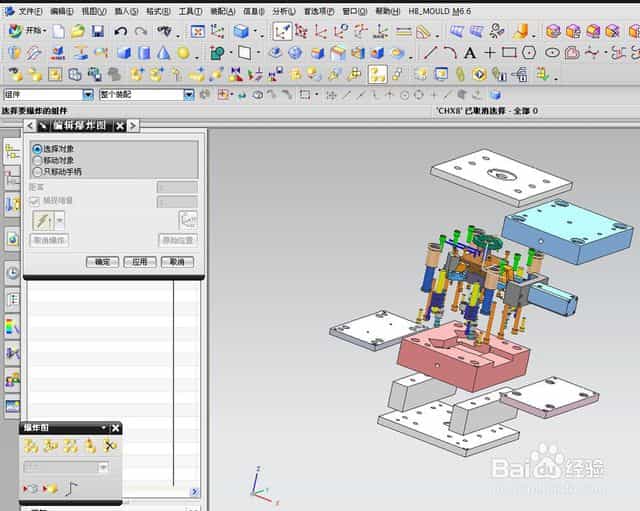 文件(F) 编辑(E) 视图(V) 插入(S) 格式(R) 工具(T) 装配(A) 信息(I) 分析(L) 首选项(P) 窗口(O) 帮助(H) HB_MOULD M6.6
开始
组件 整个装配
选择要爆炸的组件 'CHX8' 已取消选择 - 全部 0
编辑爆炸图
选择对象
移动对象
只移动手柄
距离
捕捉增量
取消爆炸 原始位置
确定 应用 取消
爆炸图
Z
Y
X
Baidu 经验